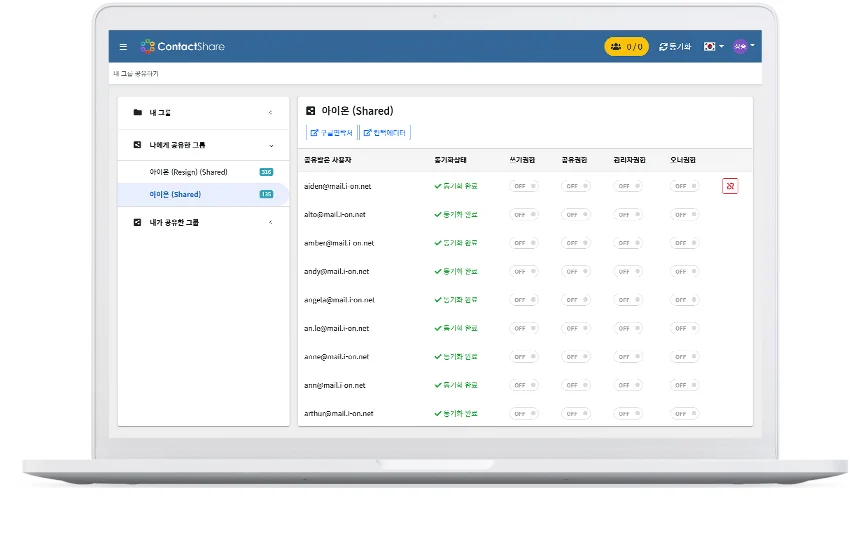 ContactShare
0 / 0
동기화
상승
내 그룹 공유하기
내 그룹
나에게 공유한 그룹
아이온 (Resign) (Shared) 316
아이온 (Shared) 135
내가 공유한 그룹
아이온 (Shared)
구글연락처 컨택에디터
공유받은 사용자 동기화상태 쓰기권한 공유권한 관리자권한 오너권한
aiden@mail.i-on.net 동기화 완료 OFF OFF OFF OFF
alto@mail.i-on.net 동기화 완료 OFF OFF OFF OFF
amber@mail.i-on.net 동기화 완료 OFF OFF OFF OFF
andy@mail.i-on.net 동기화 완료 OFF OFF OFF OFF
angela@mail.i-on.net 동기화 완료 OFF OFF OFF OFF
an.le@mail.i-on.net 동기화 완료 OFF OFF OFF OFF
anne@mail.i-on.net 동기화 완료 OFF OFF OFF OFF
ann@mail.i-on.net 동기화 완료 OFF OFF OFF OFF
arthur@mail.i-on.net 동기화 완료 OFF OFF OFF OFF